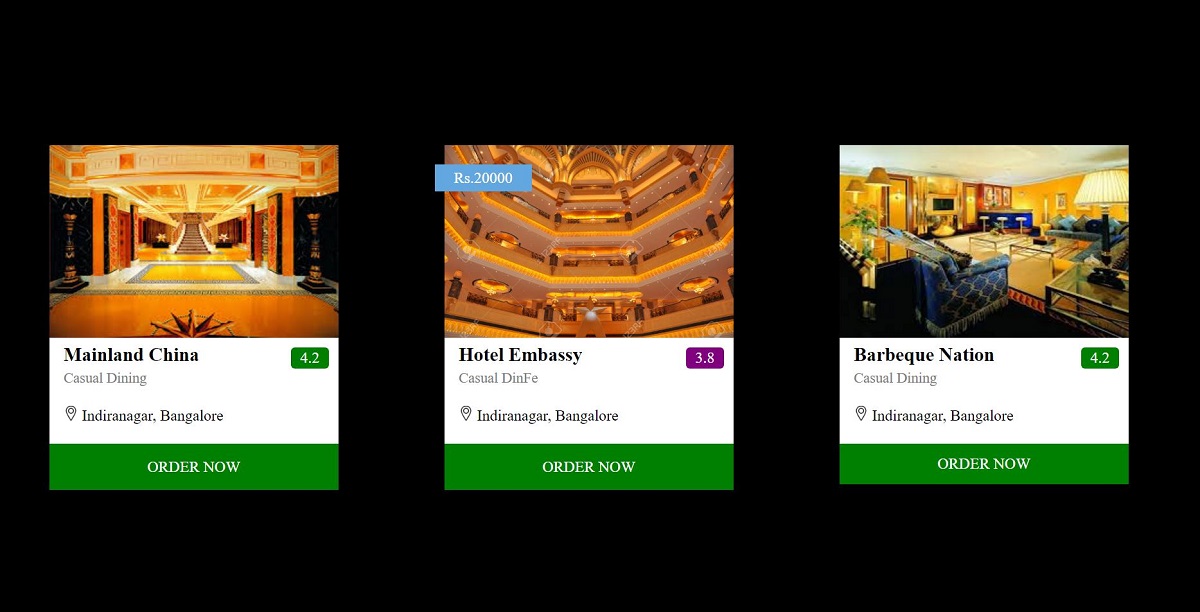 Mainland China
4.2
Casual Dining
Indiranagar, Bangalore
ORDER NOW
Rs.20000
Hotel Embassy
3.8
Casual DinFe
Indiranagar, Bangalore
ORDER NOW
Barbeque Nation
4.2
Casual Dining
Indiranagar, Bangalore
ORDER NOW